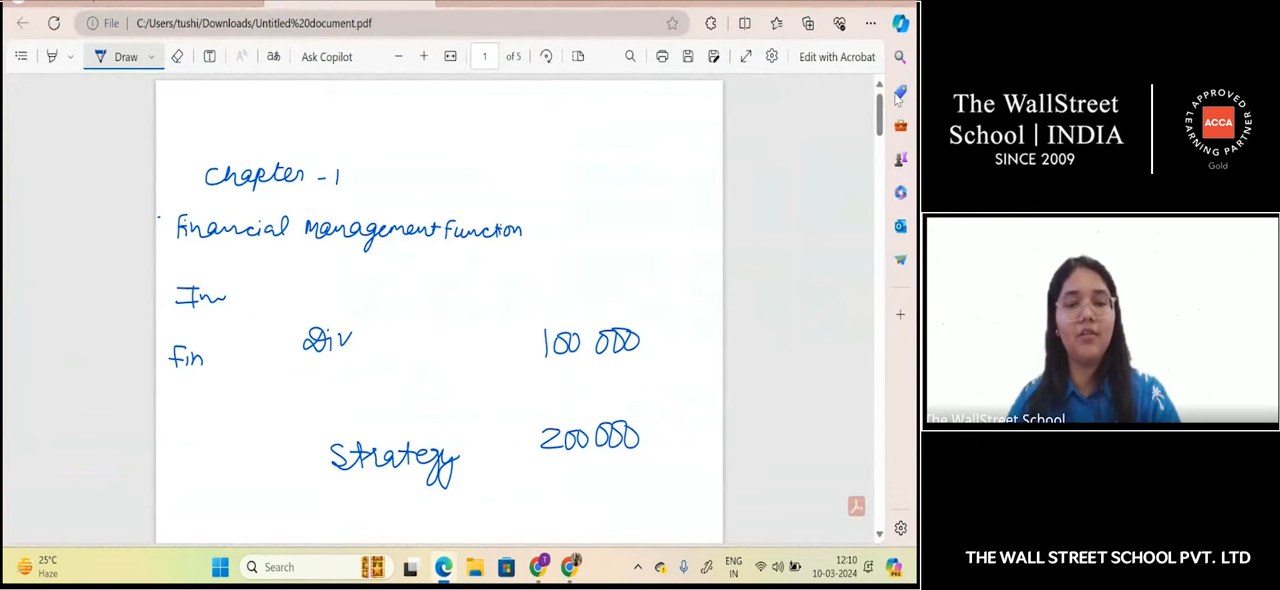 File
C:/Users/tushi/Downloads/Untitled%20document.pdf
Draw
Ask Copilot
1 of 5
Edit with Acrobat
Chapter - 1
Financial Management Function
Inv
Fin
Div
100 000
Strategy
200 000
The WallStreet
School | INDIA
SINCE 2009
APPROVED
LEARNING PARTNER
ACCA
Gold
The WallStreet School
THE WALL STREET SCHOOL PVT. LTD
25°C
Haze
Search
ENG
IN
12:10
10-03-2024